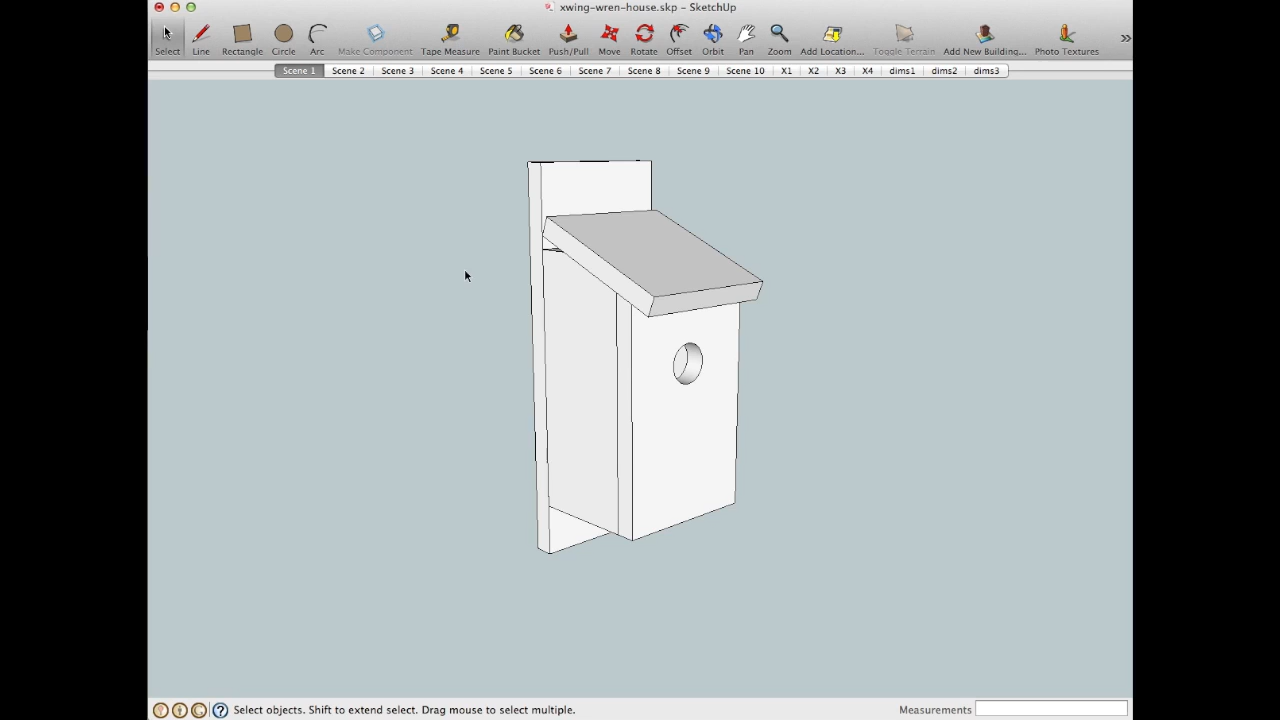 xwing-wren-house.skp - SketchUp
Select Line Rectangle Circle Arc Make Component Tape Measure Paint Bucket Push/Pull Move Rotate Offset Orbit Pan Zoom Add Location... Toggle Terrain Add New Building... Photo Textures
Scene 1 Scene 2 Scene 3 Scene 4 Scene 5 Scene 6 Scene 7 Scene 8 Scene 9 Scene 10 X1 X2 X3 X4 dims1 dims2 dims3
Select objects. Shift to extend select. Drag mouse to select multiple. Measurements